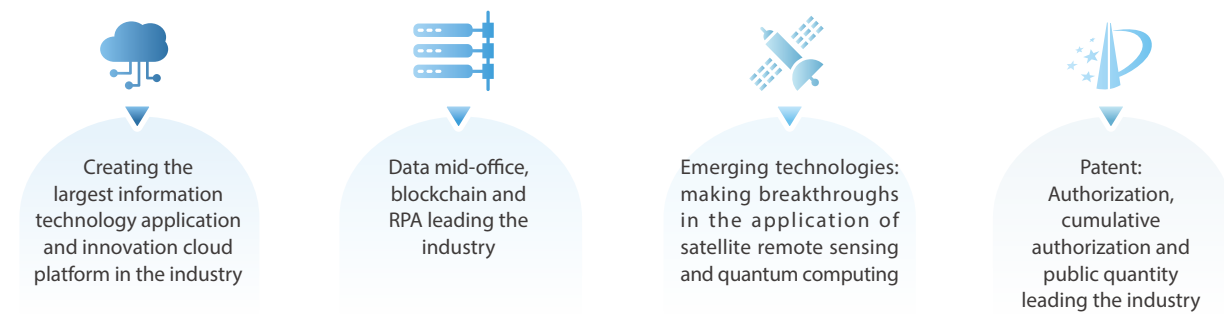 Creating the
largest information
technology application
and innovation cloud
platform in the industry
Data mid-office,
blockchain and
RPA leading the
industry
Emerging technologies:
making breakthroughs
in the application of
satellite remote sensing
and quantum computing
Patent:
Authorization,
cumulative
authorization and
public quantity
leading the industry